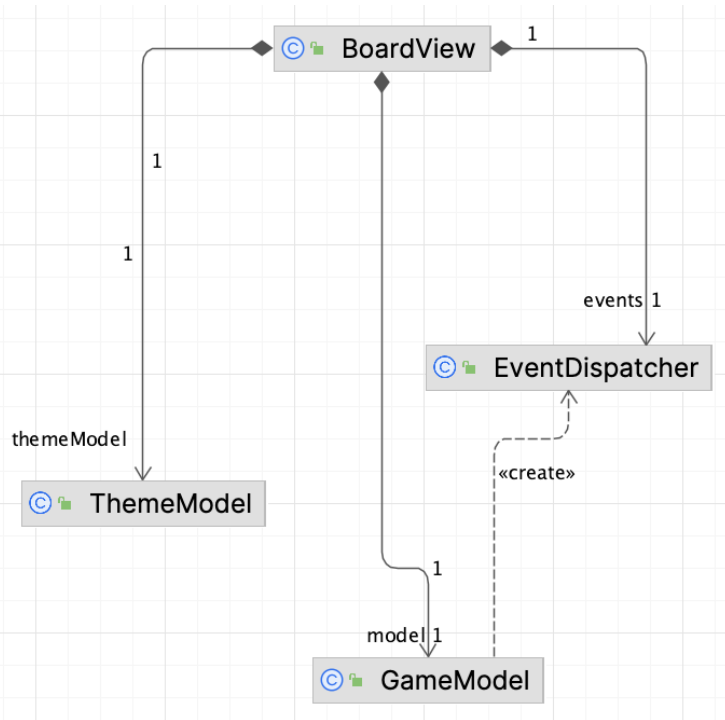 1
C BoardView
1
1
events 1
C EventDispatcher
themeModel
«create»
C ThemeModel
1
model 1
C GameModel